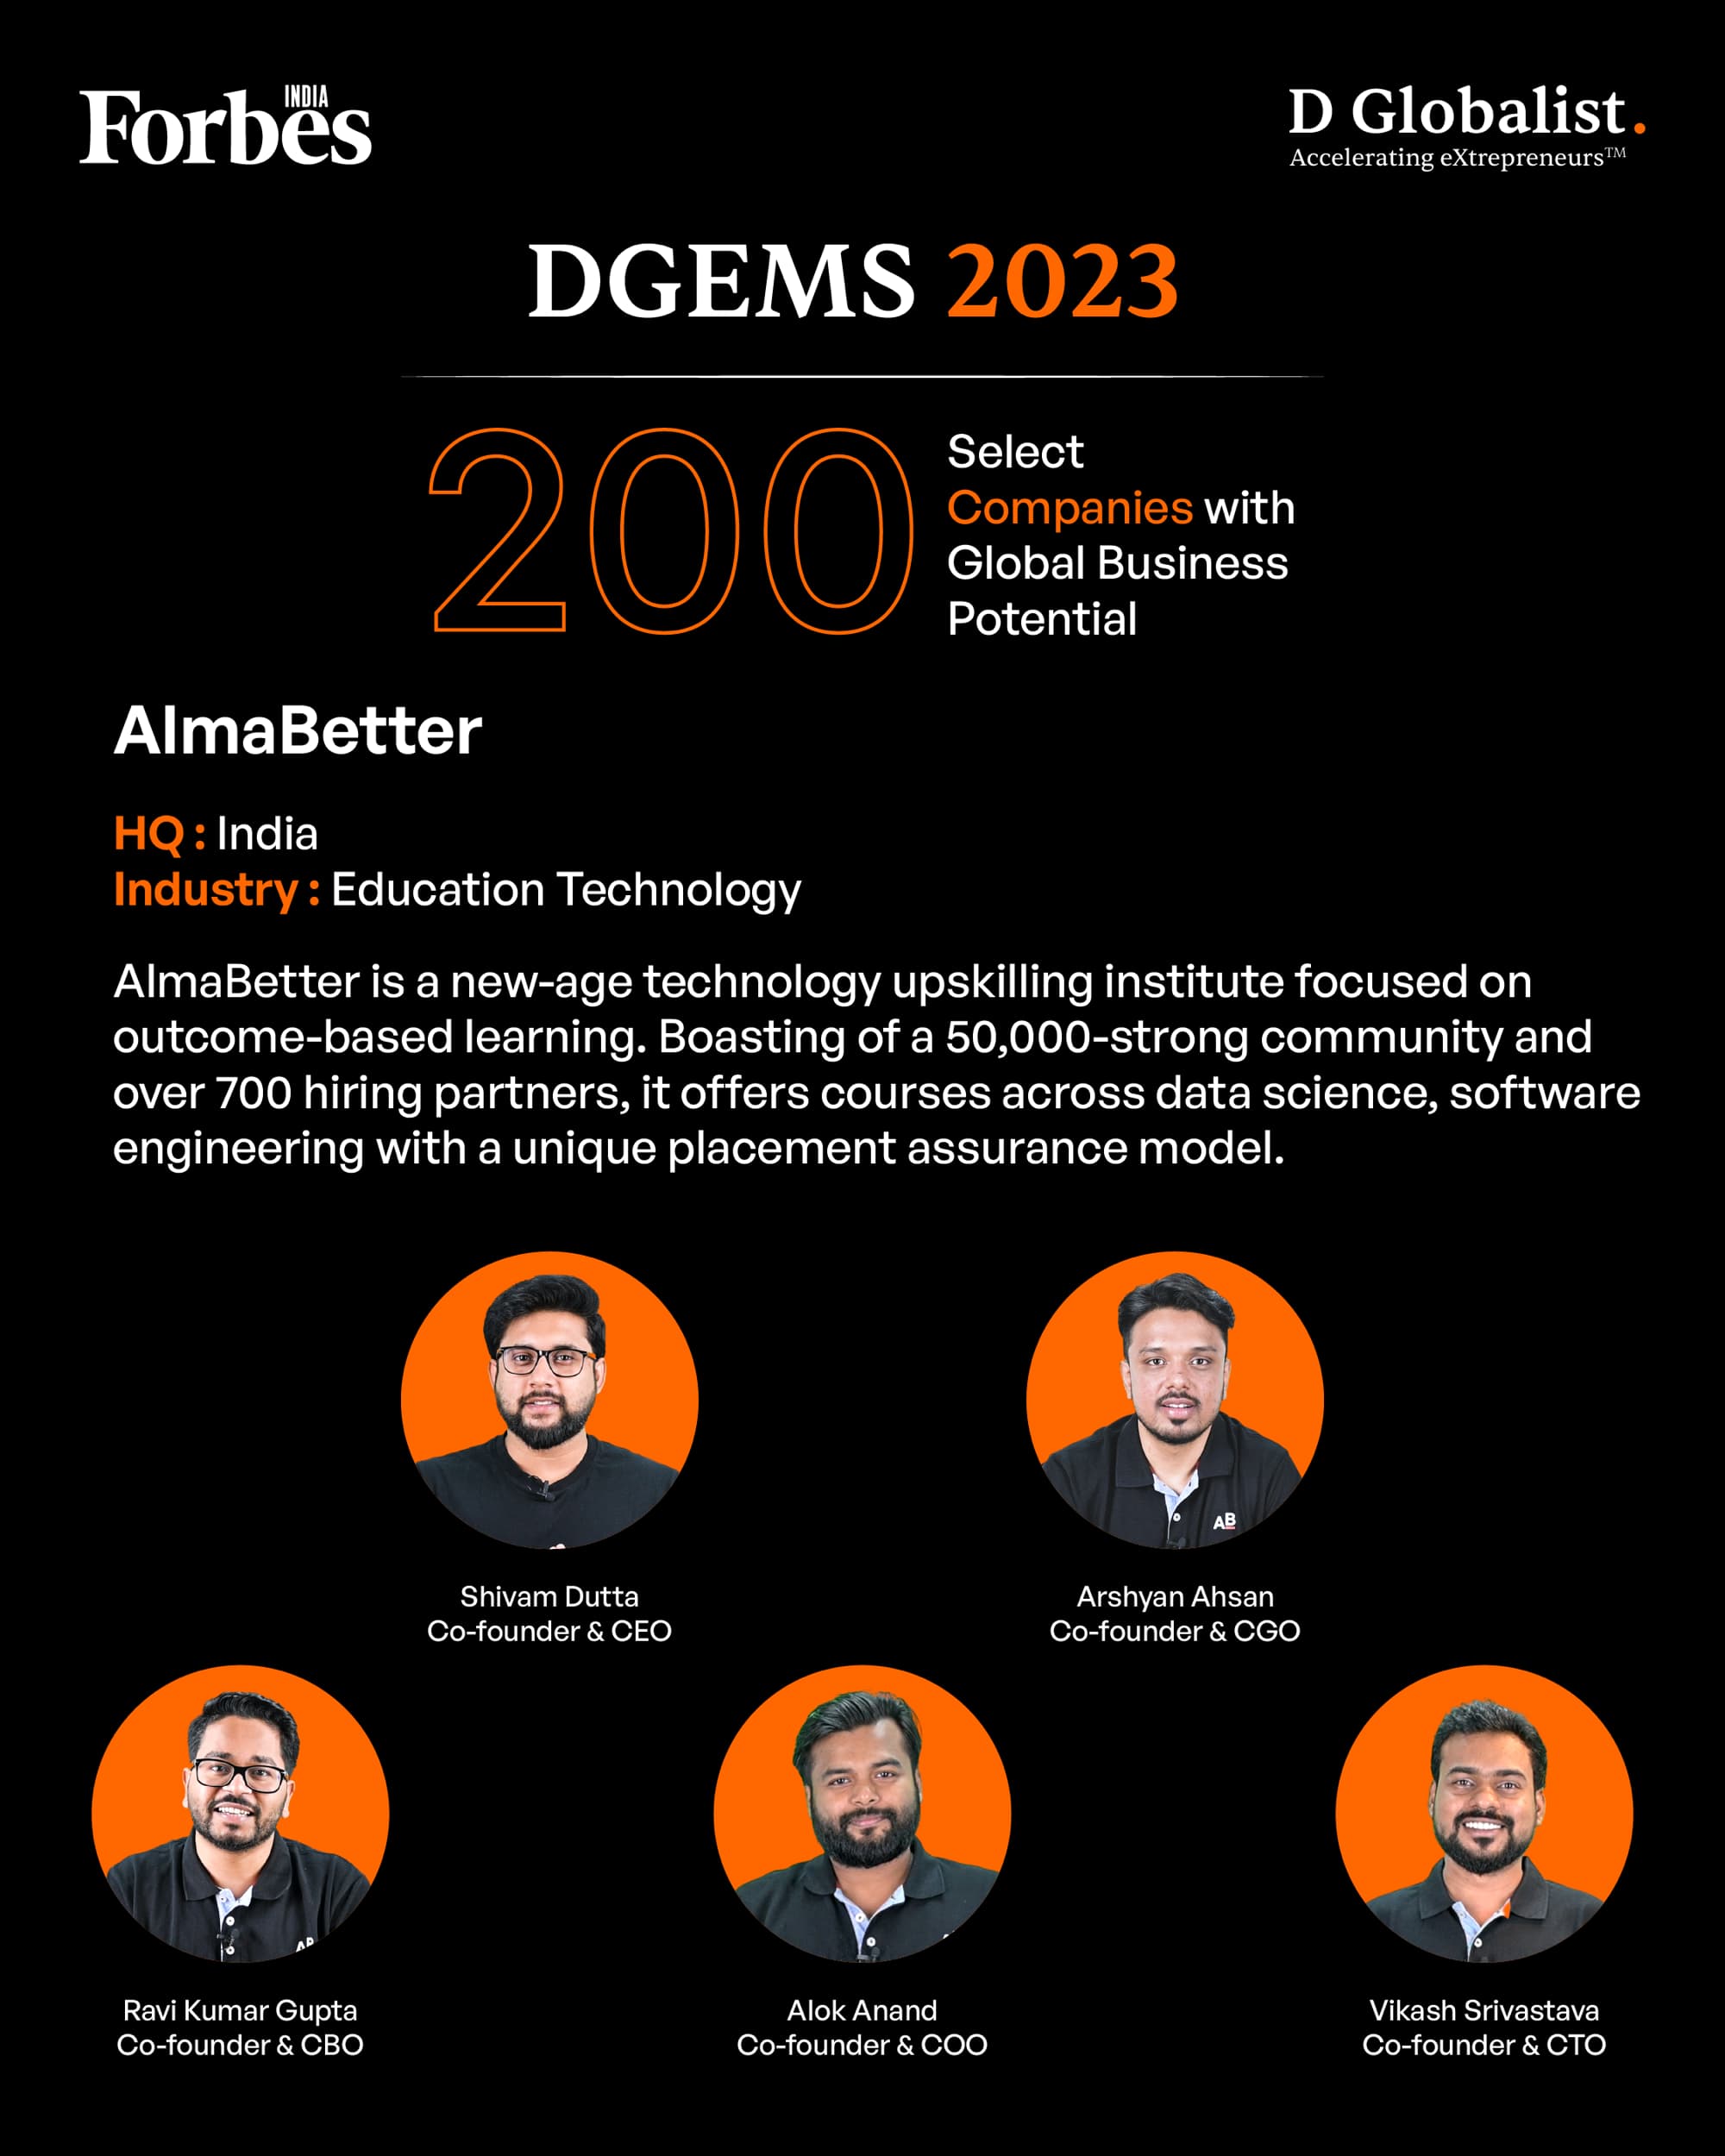 Forbes INDIA
D Globalist.
Accelerating eXtrepreneurs™
DGEMS 2023
200
Select
Companies with
Global Business
Potential
AlmaBetter
HQ : India
Industry : Education Technology
AlmaBetter is a new-age technology upskilling institute focused on
outcome-based learning. Boasting of a 50,000-strong community and
over 700 hiring partners, it offers courses across data science, software
engineering with a unique placement assurance model.
AB
Shivam Dutta
Co-founder & CEO
Arshyan Ahsan
Co-founder & CGO
AB
Ravi Kumar Gupta
Co-founder & CBO
Alok Anand
Co-founder & COO
Vikash Srivastava
Co-founder & CTO